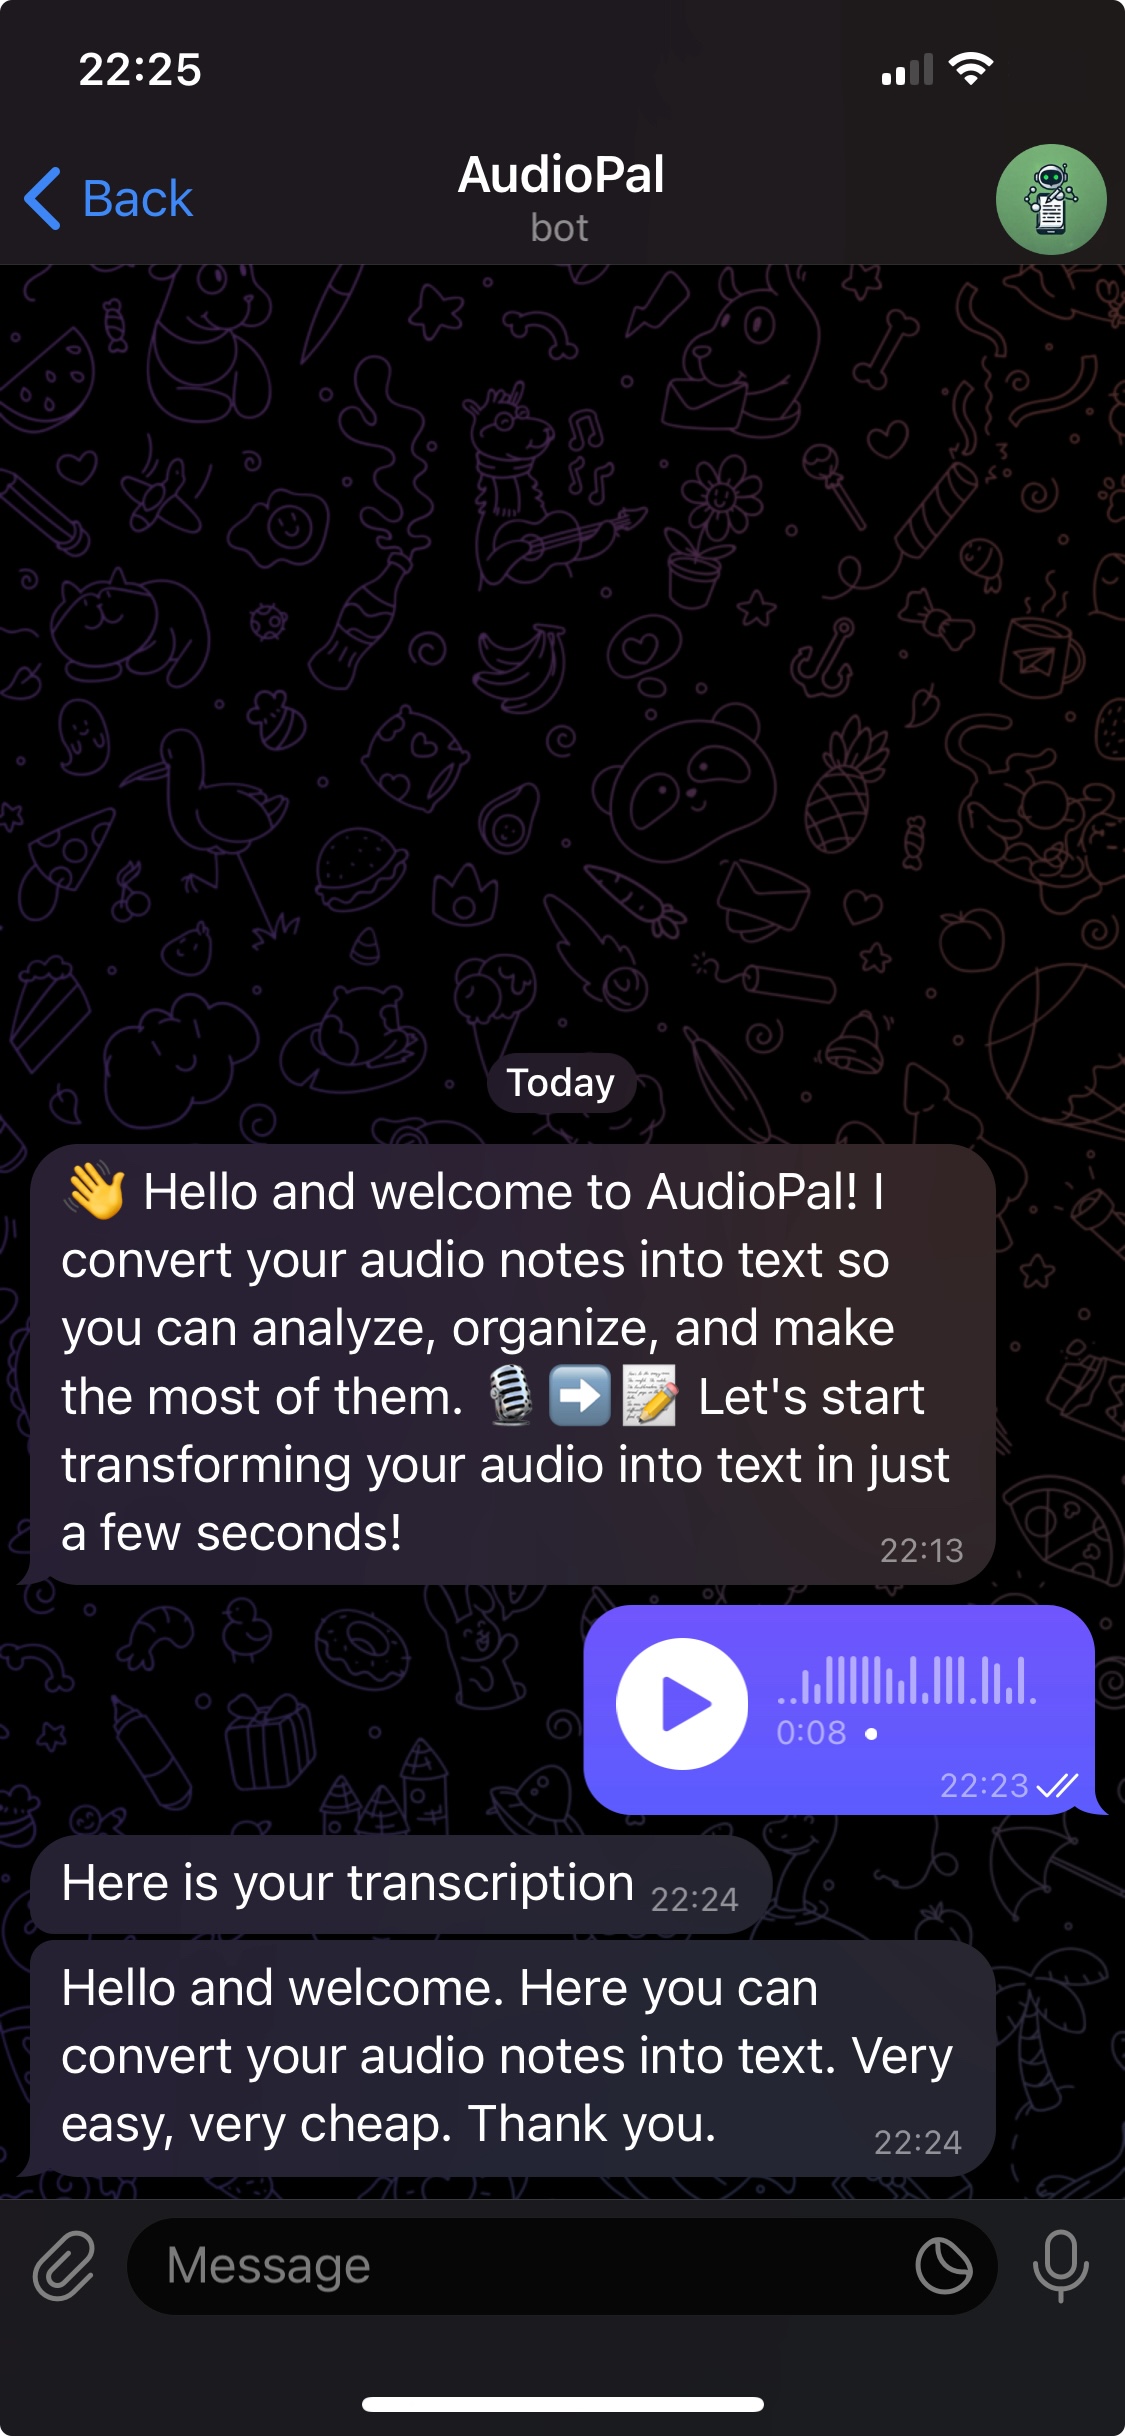 22:25
Back
AudioPal
bot
Today
👋 Hello and welcome to AudioPal! I
convert your audio notes into text so
you can analyze, organize, and make
the most of them. 🎙➡️📝 Let's start
transforming your audio into text in just
a few seconds!
22:13
0:08
22:23
Here is your transcription 22:24
Hello and welcome. Here you can
convert your audio notes into text. Very
easy, very cheap. Thank you.
22:24
Message